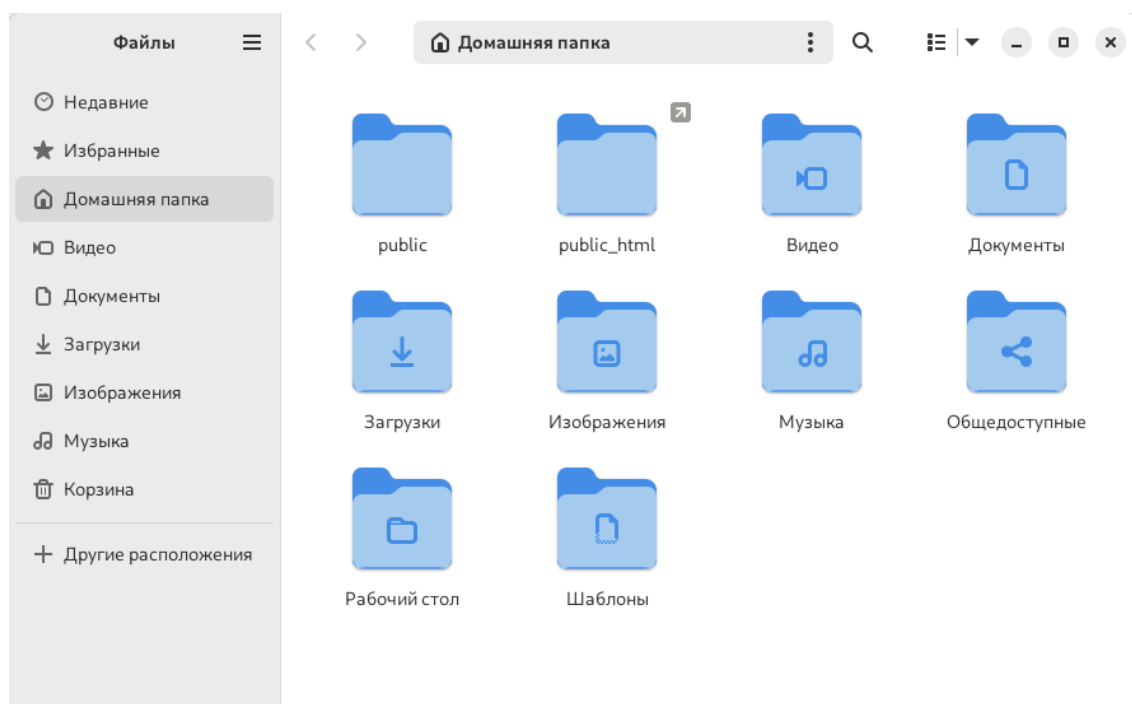 Файлы
Домашняя папка
Недавние
Избранные
Домашняя папка
Видео
Документы
Загрузки
Изображения
Музыка
Корзина
Другие расположения
public
public_html
Видео
Документы
Загрузки
Изображения
Музыка
Общедоступные
Рабочий стол
Шаблоны